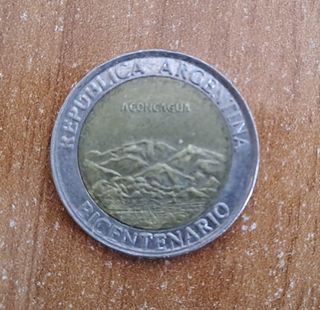 REPUBLICA ARGENTINA
ACONCAGUA
BICENTENARIO